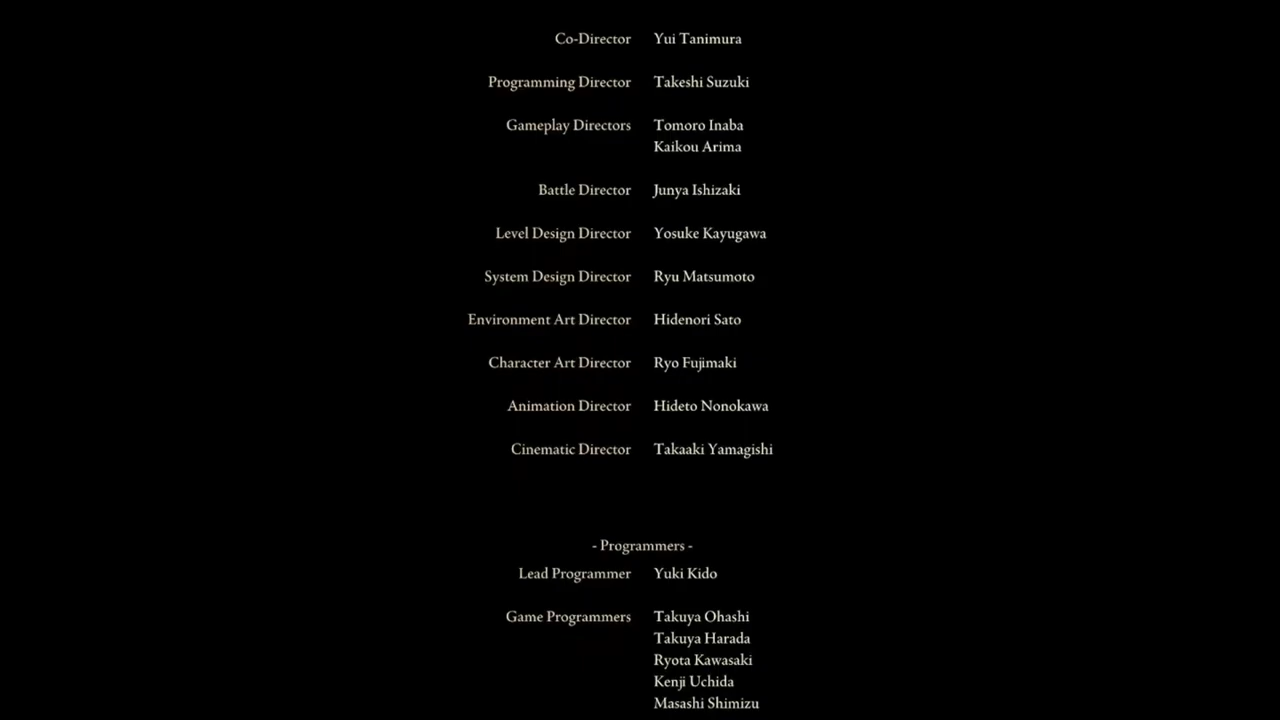 Co-Director Yui Tanimura
Programming Director Takeshi Suzuki
Gameplay Directors Tomoro Inaba
Kaikou Arima
Battle Director Junya Ishizaki
Level Design Director Yosuke Kayugawa
System Design Director Ryu Matsumoto
Environment Art Director Hidenori Sato
Character Art Director Ryo Fujimaki
Animation Director Hideto Nonokawa
Cinematic Director Takaaki Yamagishi
- Programmers -
Lead Programmer Yuki Kido
Game Programmers Takuya Ohashi
Takuya Harada
Ryota Kawasaki
Kenji Uchida
Masashi Shimizu